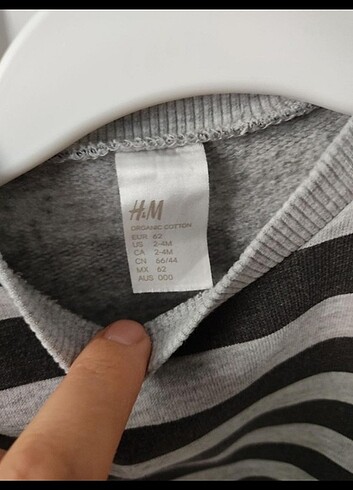 H&M
ORGANIC COTTON
EUR 62
US 2-4M
CA 2-4M
CN 66/44
MX 62
AUS 000